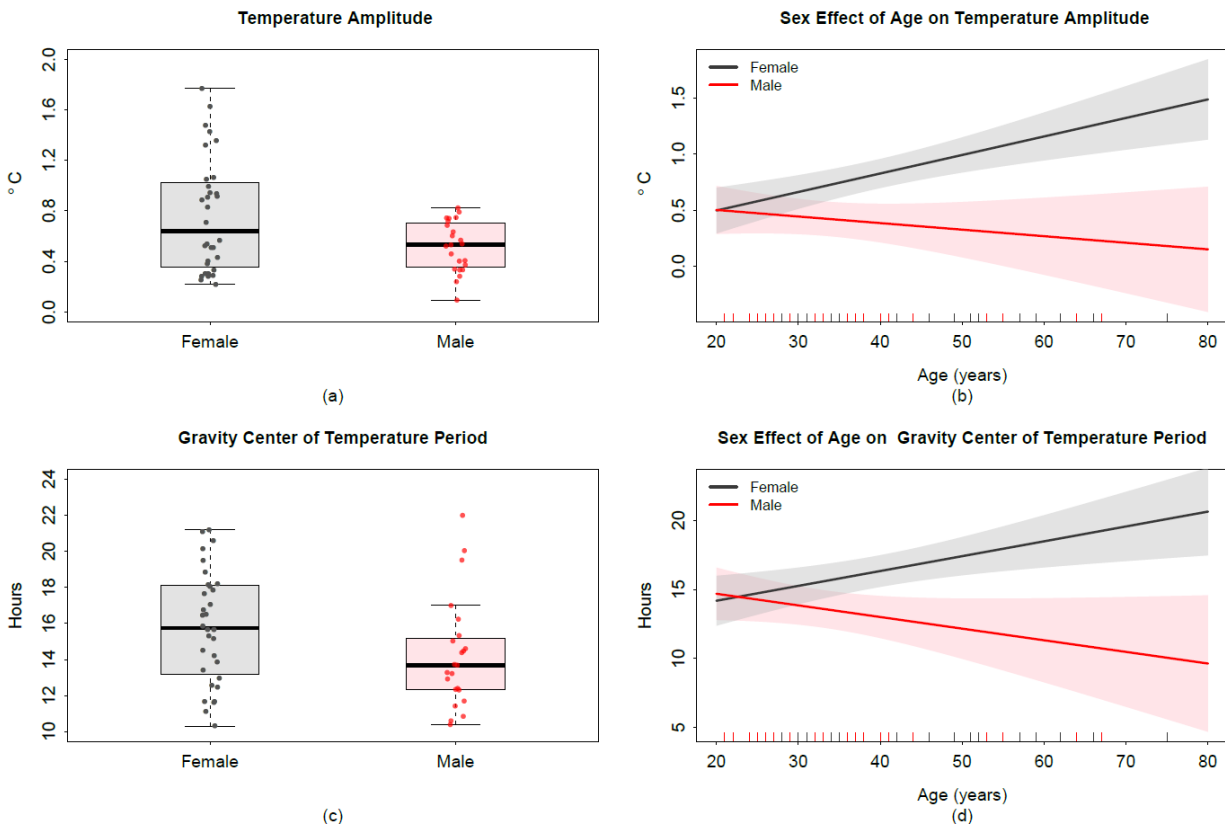 Temperature Amplitude
° C
2.0
1.6
1.2
0.8
0.4
0.0
Female Male
(a)
Sex Effect of Age on Temperature Amplitude
Female
Male
° C
1.5
1.0
0.5
0.0
20 30 40 50 60 70 80
Age (years)
(b)
Gravity Center of Temperature Period
Hours
24
22
20
18
16
14
12
10
Female Male
(c)
Sex Effect of Age on Gravity Center of Temperature Period
Female
Male
Hours
20
15
10
5
20 30 40 50 60 70 80
Age (years)
(d)